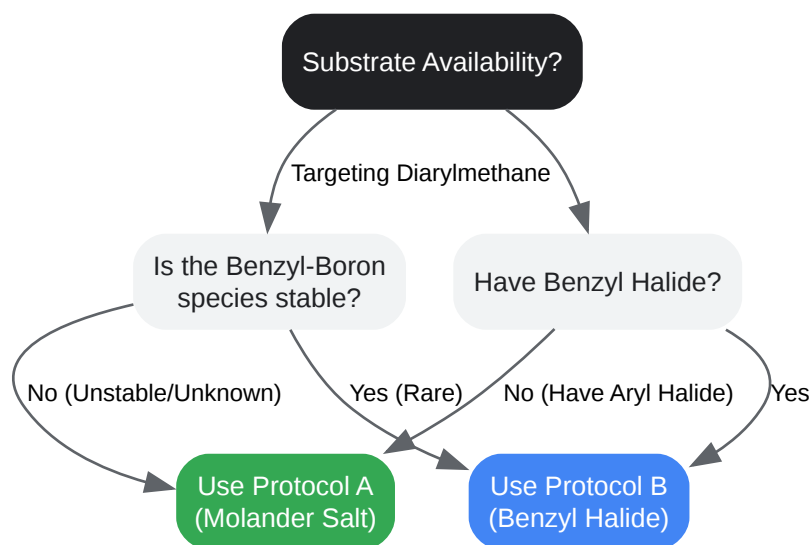 Substrate Availability?
Targeting Diarylmethane
Is the Benzyl-Boron
species stable?
Have Benzyl Halide?
No (Unstable/Unknown)
Yes (Rare)
No (Have Aryl Halide)
Yes
Use Protocol A
(Molander Salt)
Use Protocol B
(Benzyl Halide)